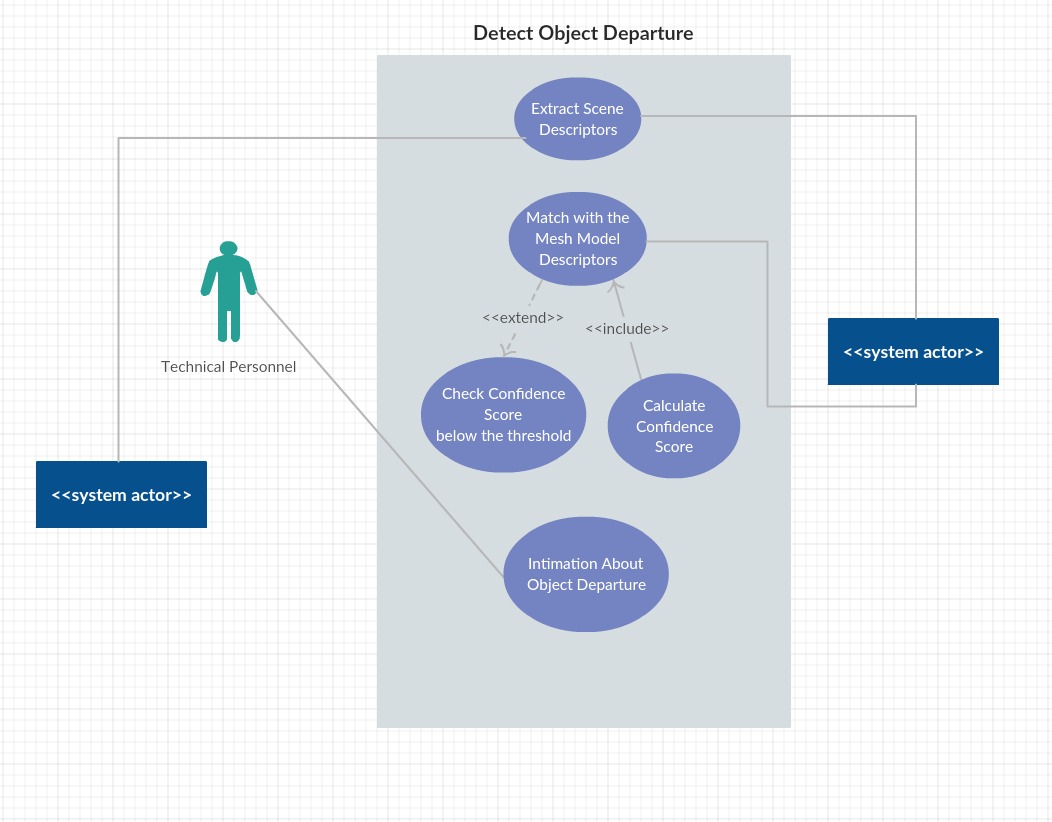 Detect Object Departure
Extract Scene
Descriptors
Match with the
Mesh Model
Descriptors
<<extend>>
<<include>>
Technical Personnel
<<system actor>>
Check Confidence
Score
below the threshold
Calculate
Confidence
Score
<<system actor>>
Intimation About
Object Departure